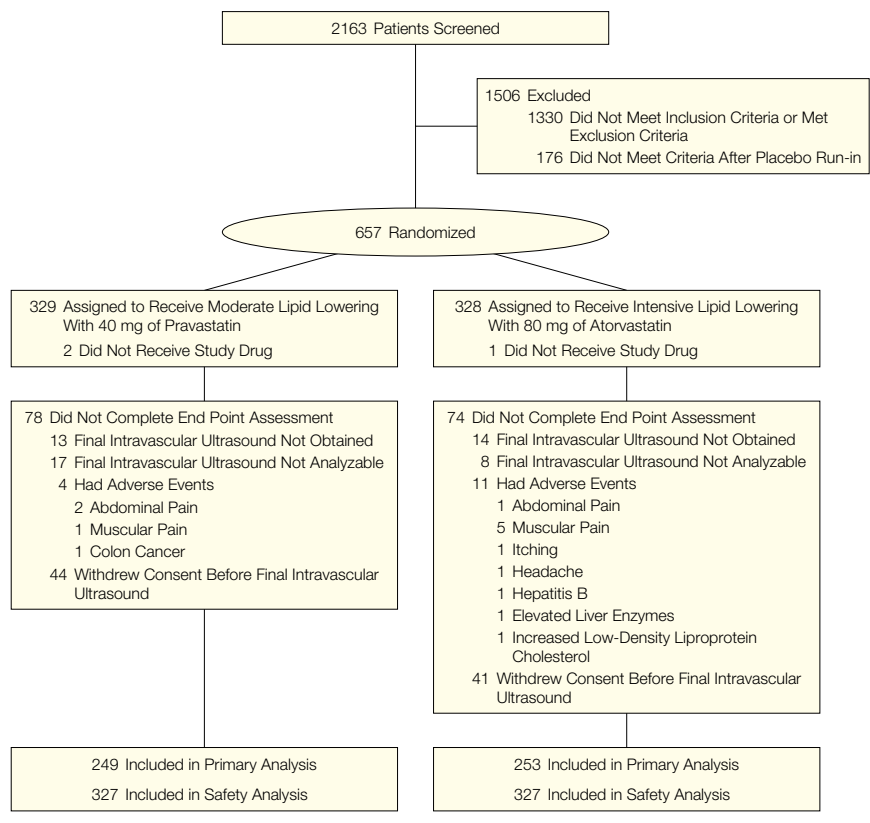 2163 Patients Screened
1506 Excluded
1330 Did Not Meet Inclusion Criteria or Met
Exclusion Criteria
176 Did Not Meet Criteria After Placebo Run-in
657 Randomized
329 Assigned to Receive Moderate Lipid Lowering
With 40 mg of Pravastatin
2 Did Not Receive Study Drug
328 Assigned to Receive Intensive Lipid Lowering
With 80 mg of Atorvastatin
1 Did Not Receive Study Drug
78 Did Not Complete End Point Assessment
13 Final Intravascular Ultrasound Not Obtained
17 Final Intravascular Ultrasound Not Analyzable
4 Had Adverse Events
2 Abdominal Pain
1 Muscular Pain
1 Colon Cancer
44 Withdrew Consent Before Final Intravascular
Ultrasound
74 Did Not Complete End Point Assessment
14 Final Intravascular Ultrasound Not Obtained
8 Final Intravascular Ultrasound Not Analyzable
11 Had Adverse Events
1 Abdominal Pain
5 Muscular Pain
1 Itching
1 Headache
1 Hepatitis B
1 Elevated Liver Enzymes
1 Increased Low-Density Liproprotein
Cholesterol
41 Withdrew Consent Before Final Intravascular
Ultrasound
249 Included in Primary Analysis
327 Included in Safety Analysis
253 Included in Primary Analysis
327 Included in Safety Analysis